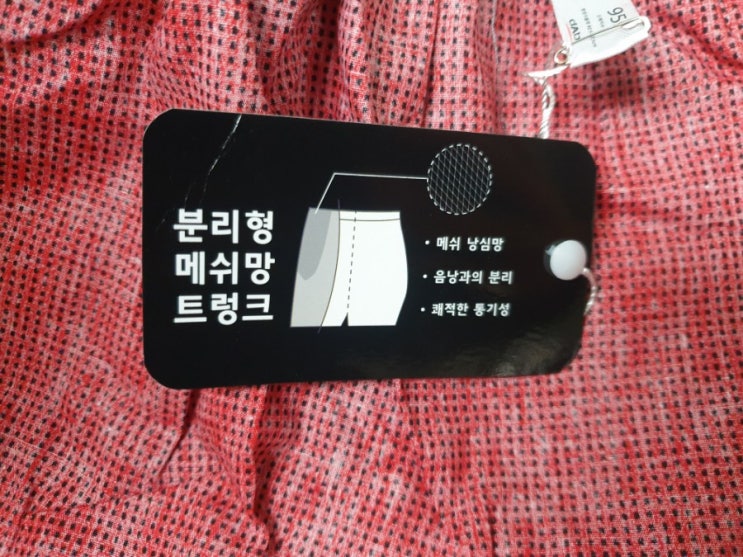 분리형
메쉬망
트렁크
• 메쉬 낭심망
• 음낭과의 분리
• 쾌적한 통기성
95